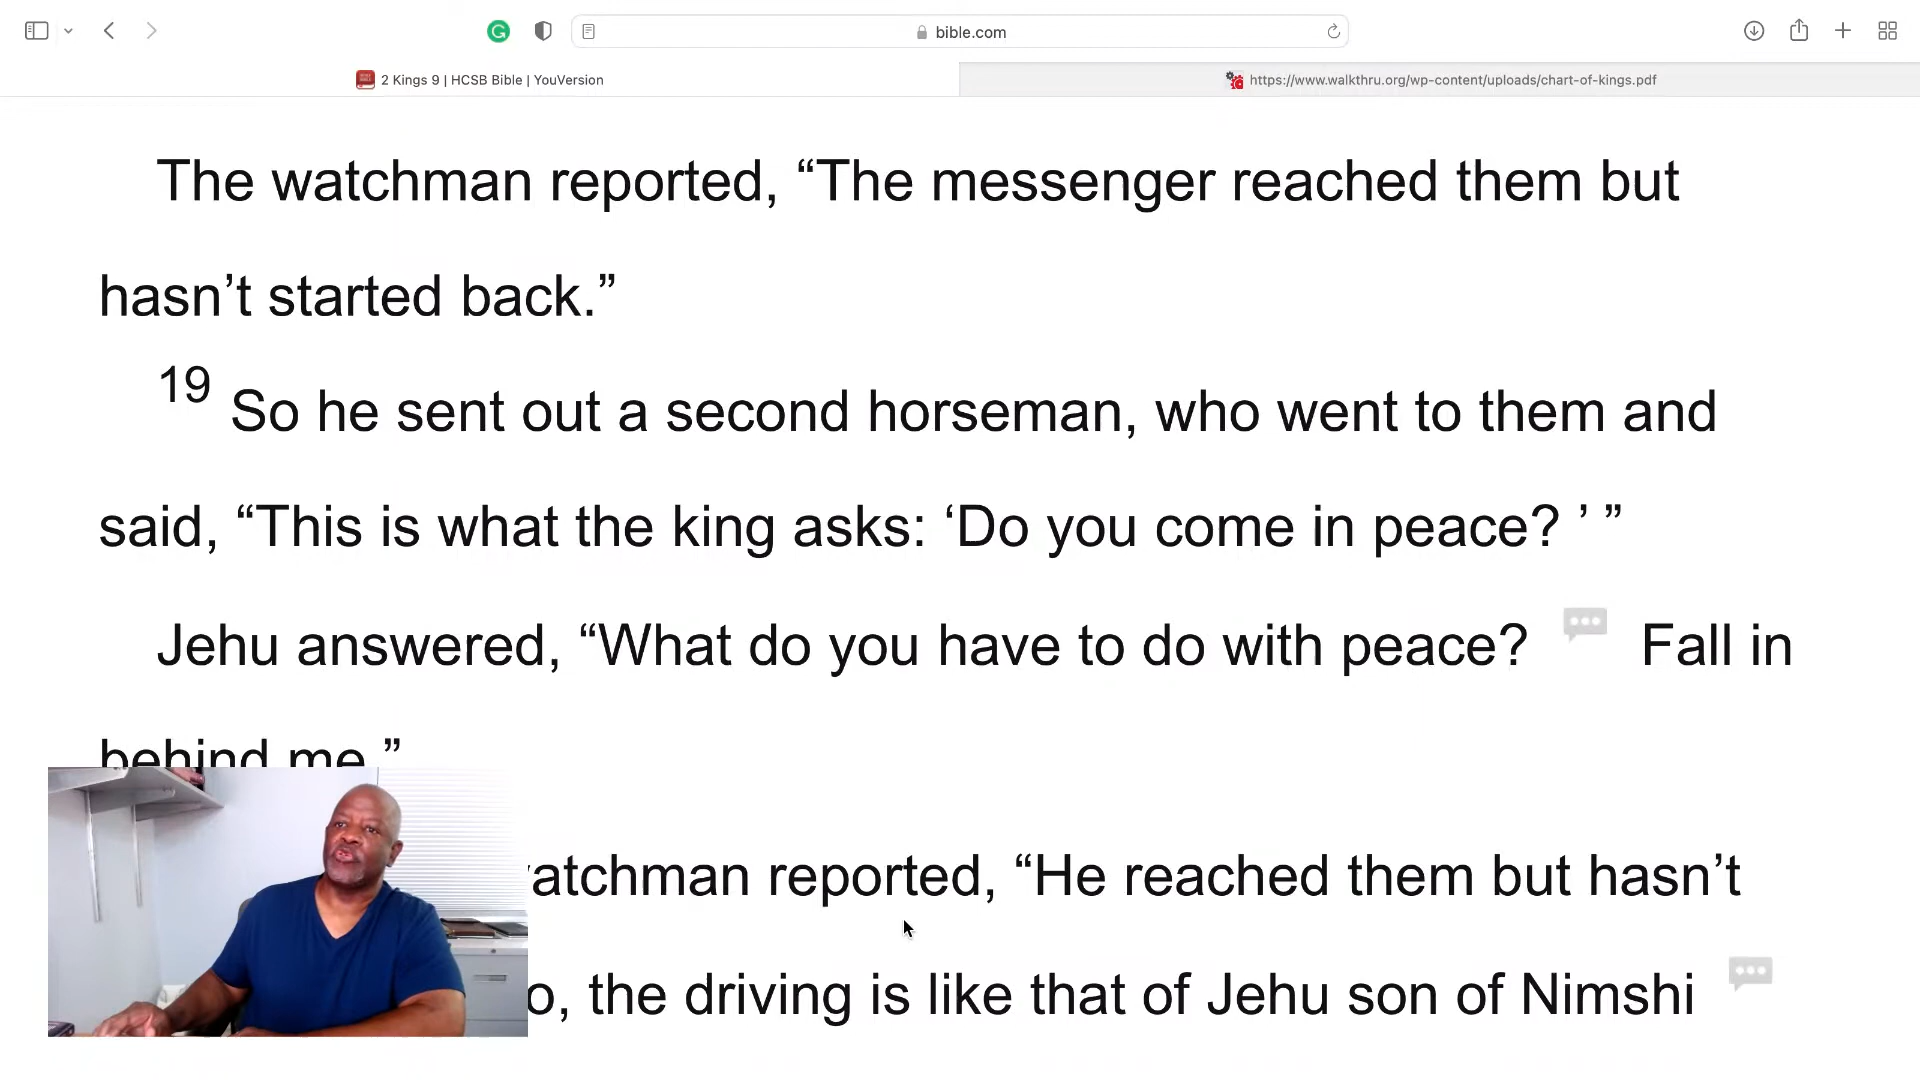 bible.com
2 Kings 9 | HCSB Bible | YouVersion
https://www.walkthru.org/wp-content/uploads/chart-of-kings.pdf
The watchman reported, “The messenger reached them but
hasn’t started back.”
19 So he sent out a second horseman, who went to them and
said, “This is what the king asks: ‘Do you come in peace? ’ ”
Jehu answered, “What do you have to do with peace? Fall in
behind me.”
watchman reported, “He reached them but hasn’t
o, the driving is like that of Jehu son of Nimshi